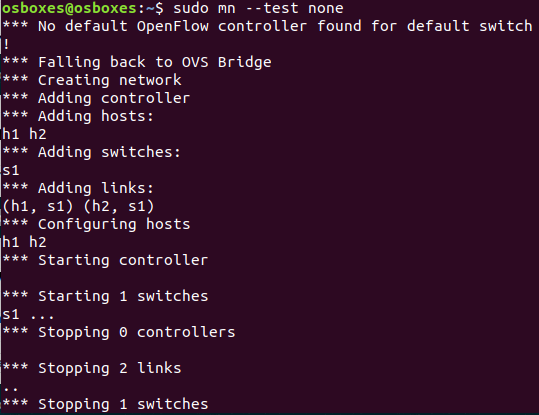 osboxes@osboxes:~$ sudo mn --test none
*** No default OpenFlow controller found for default switch
!
*** Falling back to OVS Bridge
*** Creating network
*** Adding controller
*** Adding hosts:
h1 h2
*** Adding switches:
s1
*** Adding links:
(h1, s1) (h2, s1)
*** Configuring hosts
h1 h2
*** Starting controller
*** Starting 1 switches
s1 ...
*** Stopping 0 controllers
*** Stopping 2 links
..
*** Stopping 1 switches